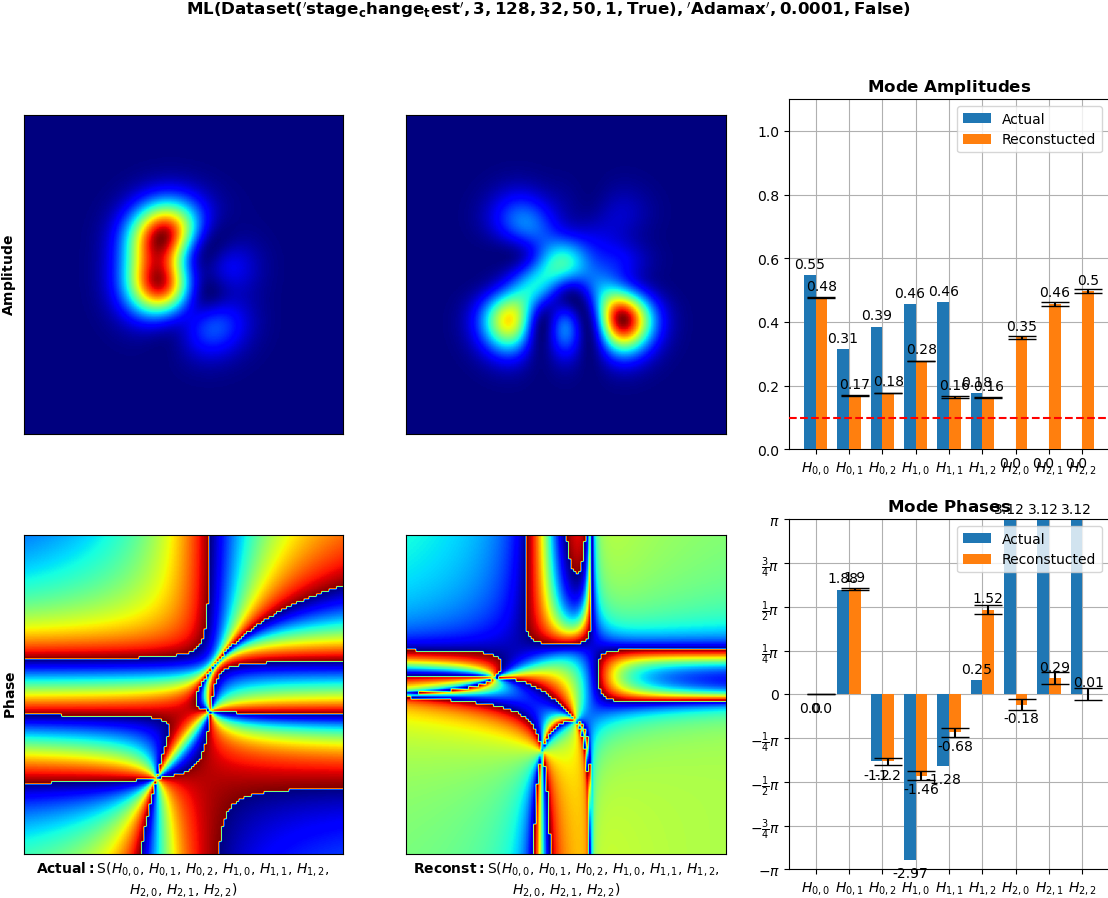 ML(Dataset('stage_change_test', 3, 128, 32, 50, 1, True), 'Adamax', 0.0001, False)
Amplitude
Mode Amplitudes
Actual
Reconstucted
1.0
0.8
0.6
0.4
0.2
0.0
0.55
0.48
0.31
0.17
0.39
0.18
0.46
0.28
0.46
0.16
0.18
0.16
0.0
0.35
0.0
0.46
0.0
0.5
H0,0 H0,1 H0,2 H1,0 H1,1 H1,2 H2,0 H2,1 H2,2
Phase
Mode Phases
Actual
Reconstucted
π
3/4π
1/2π
1/4π
0
−1/4π
−1/2π
−3/4π
−π
0.0
0.0
1.88
1.9
-1.2
-1.2
-2.97
-1.46
-1.28
-0.68
0.25
1.52
3.12
-0.18
3.12
0.29
3.12
0.01
H0,0 H0,1 H0,2 H1,0 H1,1 H1,2 H2,0 H2,1 H2,2
Actual: S(H0,0, H0,1, H0,2, H1,0, H1,1, H1,2,
H2,0, H2,1, H2,2)
Reconst: S(H0,0, H0,1, H0,2, H1,0, H1,1, H1,2,
H2,0, H2,1, H2,2)